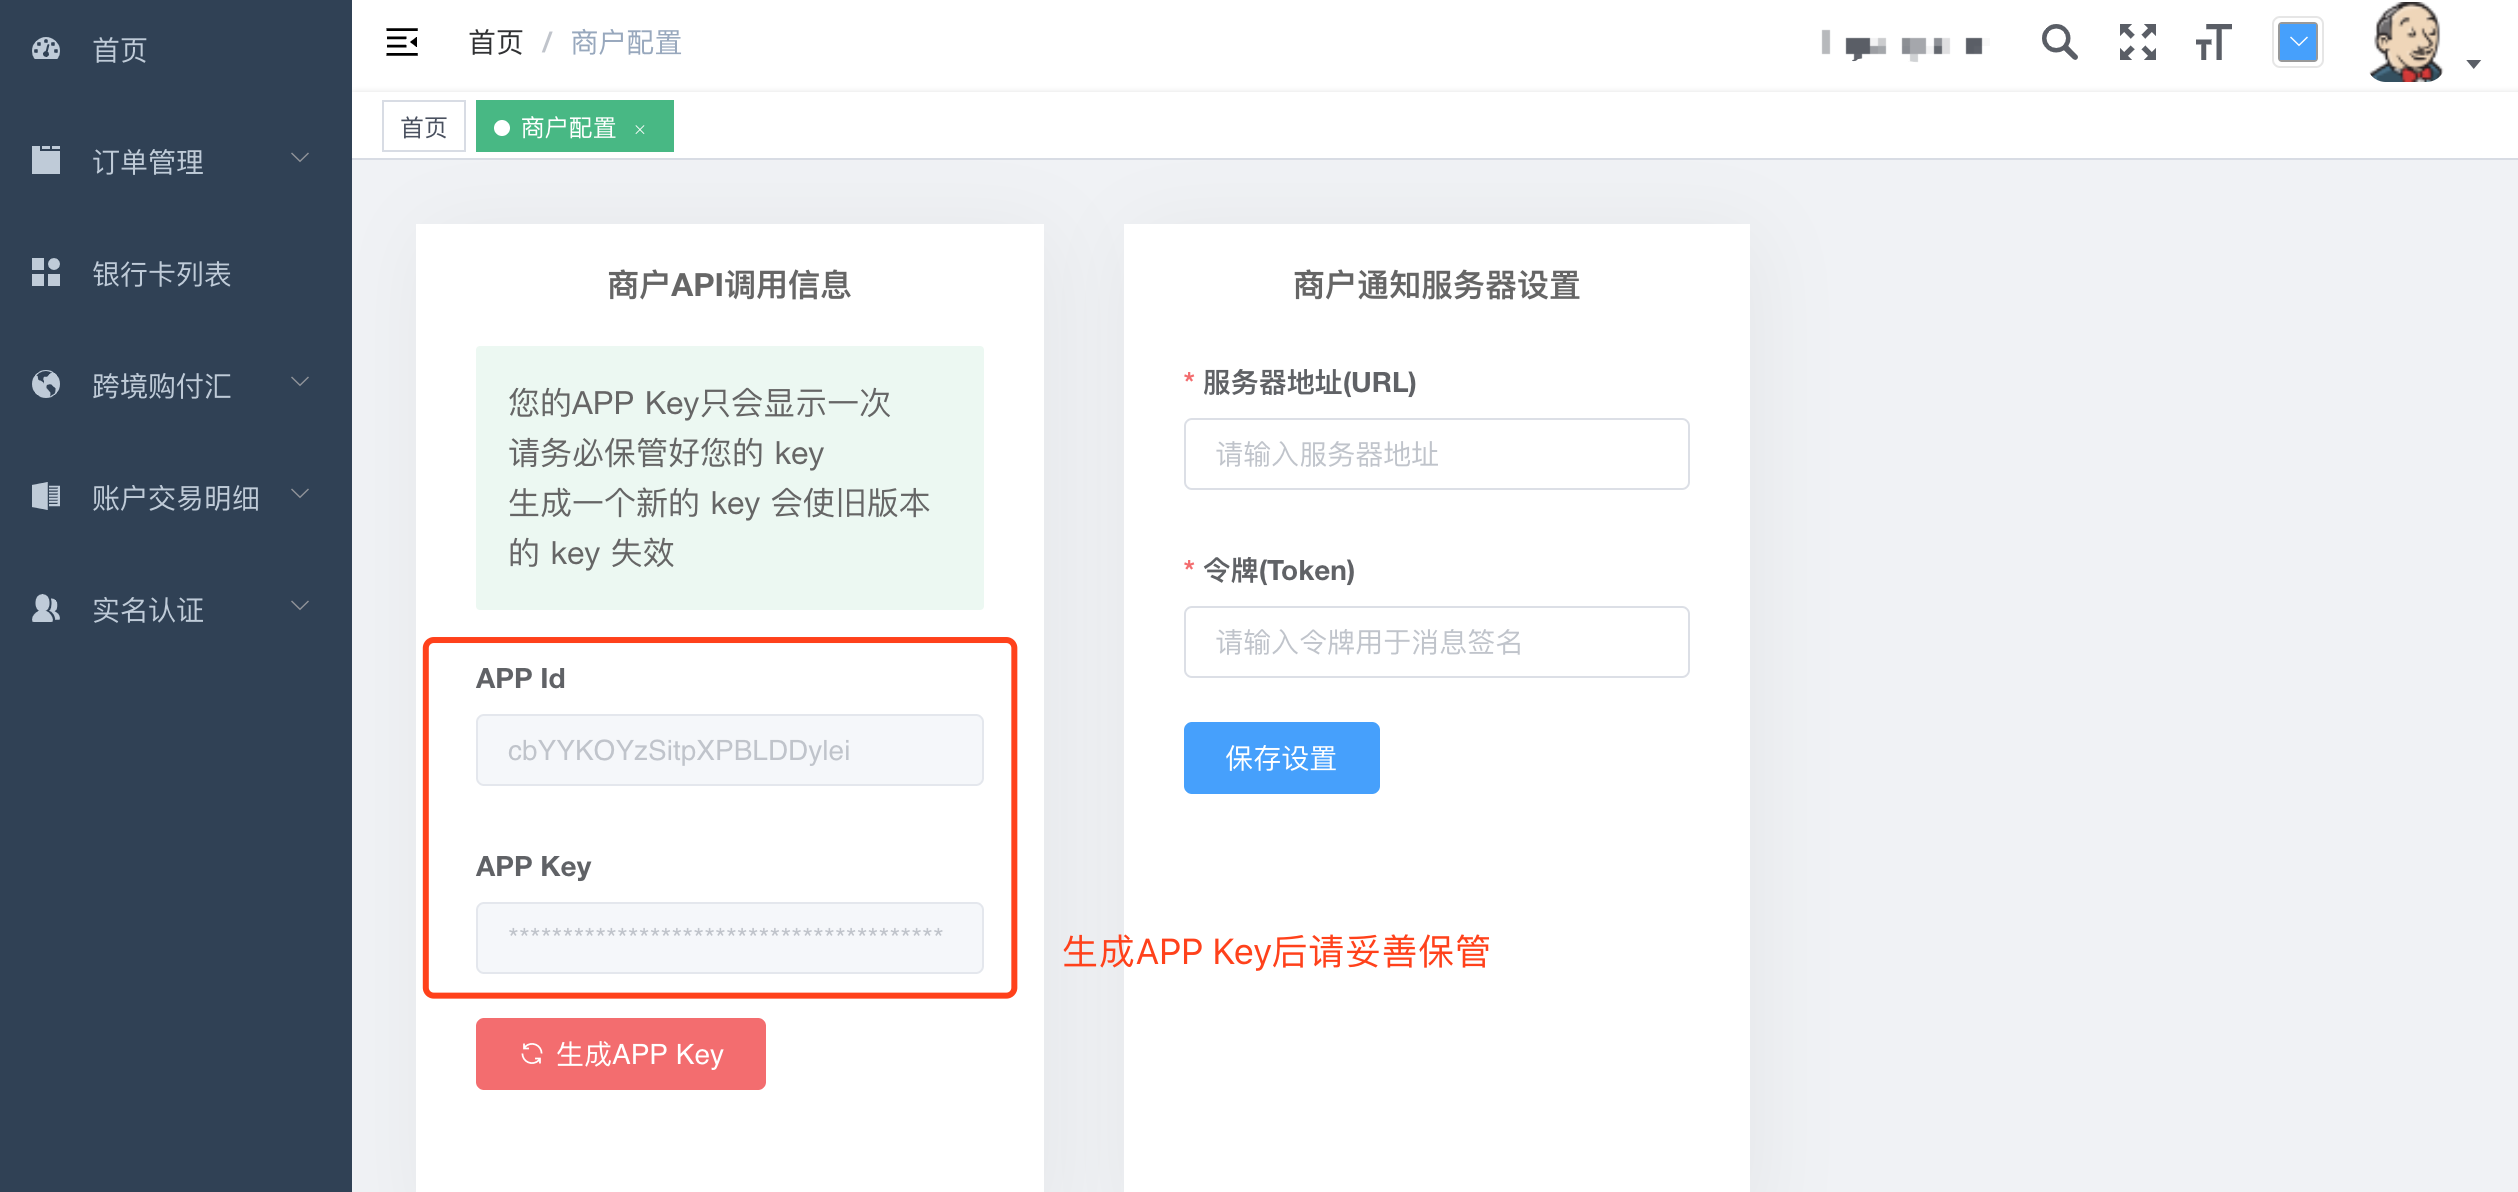 首页
订单管理
银行卡列表
跨境购付汇
账户交易明细
实名认证
首页 / 商户配置
首页
商户配置 ×
商户API调用信息
您的APP Key只会显示一次
请务必保管好您的 key
生成一个新的 key 会使旧版本
的 key 失效
APP Id
cbYYKOYzSitpXPBLDDylei
APP Key
****************************************
生成APP Key
商户通知服务器设置
* 服务器地址(URL)
请输入服务器地址
* 令牌(Token)
请输入令牌用于消息签名
保存设置
生成APP Key后请妥善保管